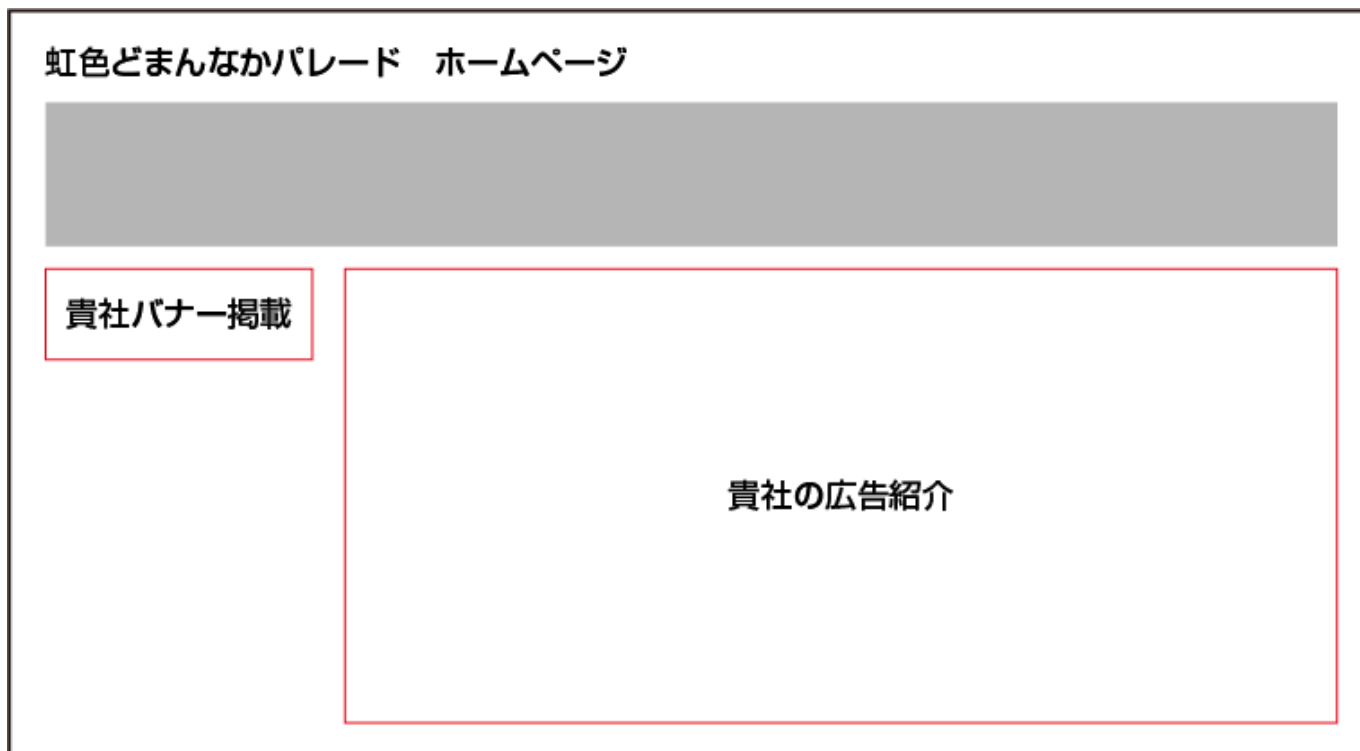 虹色どまんなかパレード　ホームページ
貴社バナー掲載
貴社の広告紹介